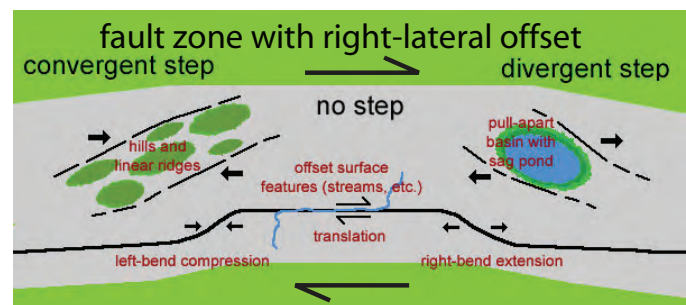 fault zone with right-lateral offset
convergent step
divergent step
no step
hills and
linear ridges
pull-apart
basin with
sag pond
offset surface
features (streams, etc.)
translation
left-bend compression
right-bend extension